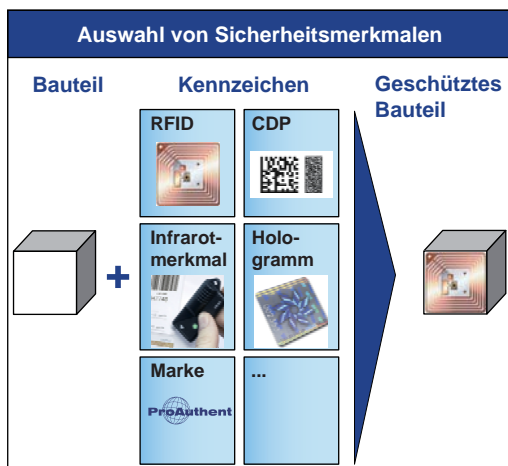 Auswahl von Sicherheitsmerkmalen
Bauteil
Kennzeichen
Geschütztes
Bauteil
RFID
CDP
+
Infrarot-
merkmal
Holo-
gramm
Marke
ProAuthent
...